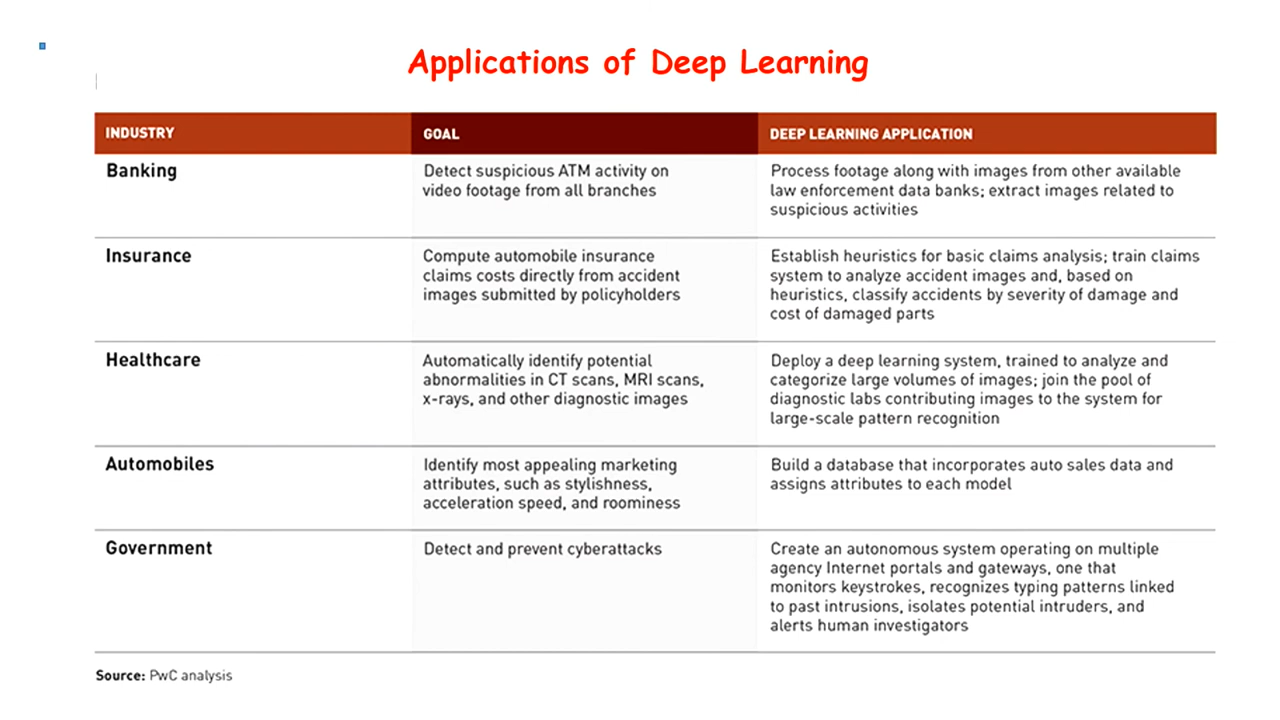 Applications of Deep Learning
INDUSTRY
GOAL
DEEP LEARNING APPLICATION
Banking
Detect suspicious ATM activity on
video footage from all branches
Process footage along with images from other available
law enforcement data banks; extract images related to
suspicious activities
Insurance
Compute automobile insurance
claims costs directly from accident
images submitted by policyholders
Establish heuristics for basic claims analysis; train claims
system to analyze accident images and, based on
heuristics, classify accidents by severity of damage and
cost of damaged parts
Healthcare
Automatically identify potential
abnormalities in CT scans, MRI scans,
x-rays, and other diagnostic images
Deploy a deep learning system, trained to analyze and
categorize large volumes of images; join the pool of
diagnostic labs contributing images to the system for
large-scale pattern recognition
Automobiles
Identify most appealing marketing
attributes, such as stylishness,
acceleration speed, and roominess
Build a database that incorporates auto sales data and
assigns attributes to each model
Government
Detect and prevent cyberattacks
Create an autonomous system operating on multiple
agency Internet portals and gateways, one that
monitors keystrokes, recognizes typing patterns linked
to past intrusions, isolates potential intruders, and
alerts human investigators
Source: PwC analysis